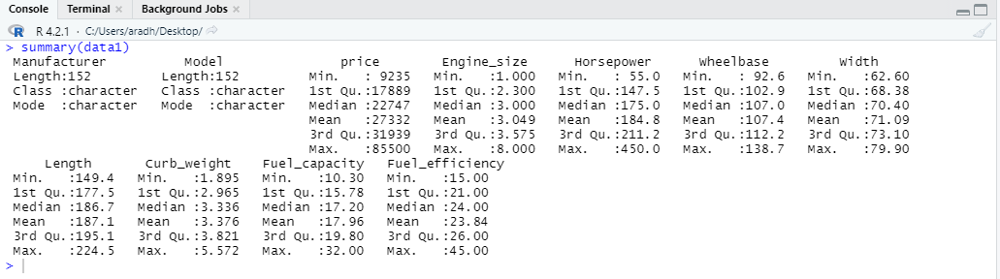 Console Terminal × Background Jobs ×
R R 4.2.1 · C:/Users/aradh/Desktop/
> summary(data1)
Manufacturer Model price Engine_size Horsepower Wheelbase Width
Length:152 Length:152 Min. : 9235 Min. :1.000 Min. : 55.0 Min. : 92.6 Min. :62.60
Class :character Class :character 1st Qu.:17889 1st Qu.:2.300 1st Qu.:147.5 1st Qu.:102.9 1st Qu.:68.38
Mode :character Mode :character Median :22747 Median :3.000 Median :175.0 Median :107.0 Median :70.40
Mean :27332 Mean :3.049 Mean :184.8 Mean :107.4 Mean :71.09
3rd Qu.:31939 3rd Qu.:3.575 3rd Qu.:211.2 3rd Qu.:112.2 3rd Qu.:73.10
Max. :85500 Max. :8.000 Max. :450.0 Max. :138.7 Max. :79.90
Length Curb_weight Fuel_capacity Fuel_efficiency
Min. :149.4 Min. :1.895 Min. :10.30 Min. :15.00
1st Qu.:177.5 1st Qu.:2.965 1st Qu.:15.78 1st Qu.:21.00
Median :186.7 Median :3.336 Median :17.20 Median :24.00
Mean :187.1 Mean :3.376 Mean :17.96 Mean :23.84
3rd Qu.:195.1 3rd Qu.:3.821 3rd Qu.:19.80 3rd Qu.:26.00
Max. :224.5 Max. :5.572 Max. :32.00 Max. :45.00
>